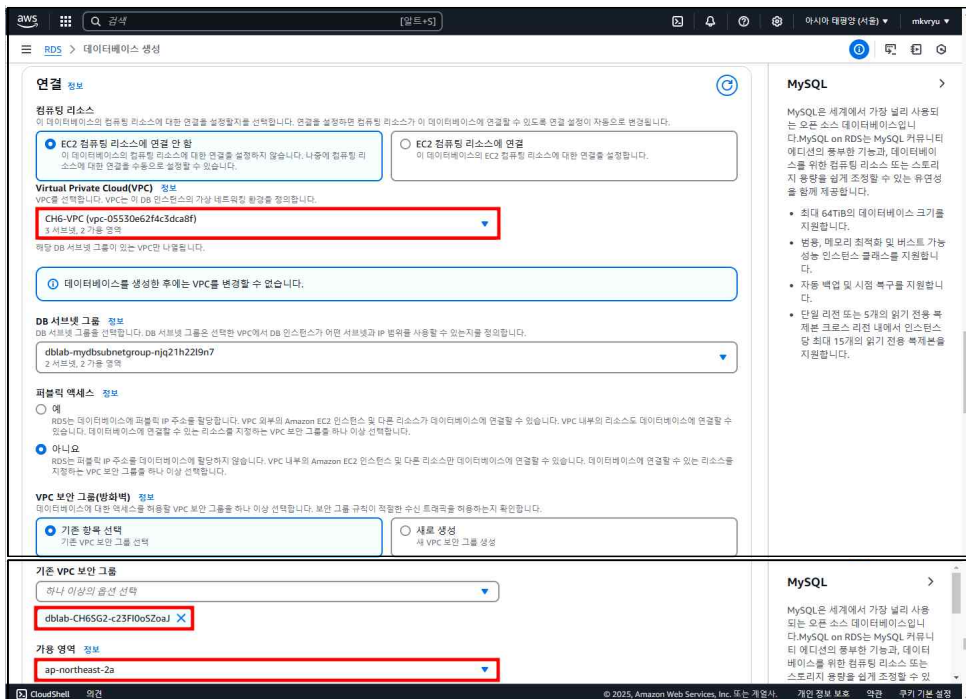 aws
검색
[알트+S]
아시아 태평양 (서울) ▼
mkvryu ▼
RDS > 데이터베이스 생성
연결 정보
컴퓨팅 리소스
이 데이터베이스의 컴퓨팅 리소스에 대한 연결을 설정할지를 선택합니다. 연결을 설정하면 컴퓨팅 리소스가 이 데이터베이스에 연결할 수 있도록 연결 설정이 자동으로 변경됩니다.
EC2 컴퓨팅 리소스에 연결 안 함
이 데이터베이스의 컴퓨팅 리소스에 대한 연결을 설정하지 않습니다. 나중에 컴퓨팅 리
소스에 대한 연결을 수동으로 설정할 수 있습니다.
EC2 컴퓨팅 리소스에 연결
이 데이터베이스의 EC2 컴퓨팅 리소스에 대한 연결을 설정합니다.
Virtual Private Cloud(VPC) 정보
VPC를 선택합니다. VPC는 이 DB 인스턴스의 가상 네트워킹 환경을 정의합니다.
CH6-VPC (vpc-05530e62f4c3dca8f)
3 서브넷, 2 가용 영역
해당 DB 서브넷 그룹이 있는 VPC만 나열됩니다.
데이터베이스를 생성한 후에는 VPC를 변경할 수 없습니다.
DB 서브넷 그룹 정보
DB 서브넷 그룹을 선택합니다. DB 서브넷 그룹은 선택한 VPC에서 DB 인스턴스가 어떤 서브넷과 IP 범위를 사용할 수 있는지를 정의합니다.
dblab-mydbsubnetgroup-njq21h22l9n7
2 서브넷, 2 가용 영역
퍼블릭 액세스 정보
예
RDS는 데이터베이스에 퍼블릭 IP 주소를 할당합니다. VPC 외부의 Amazon EC2 인스턴스 및 다른 리소스가 데이터베이스에 연결할 수 있습니다. VPC 내부의 리소스도 데이터베이스에 연결할 수
있습니다. 데이터베이스에 연결할 수 있는 리소스를 지정하는 VPC 보안 그룹을 하나 이상 선택합니다.
아니요
RDS는 퍼블릭 IP 주소를 데이터베이스에 할당하지 않습니다. VPC 내부의 Amazon EC2 인스턴스 및 다른 리소스만 데이터베이스에 연결할 수 있습니다. 데이터베이스에 연결할 수 있는 리소스를
지정하는 VPC 보안 그룹을 하나 이상 선택합니다.
VPC 보안 그룹(방화벽) 정보
데이터베이스에 대한 액세스를 허용할 VPC 보안 그룹을 하나 이상 선택합니다. 보안 그룹 규칙이 적절한 수신 트래픽을 허용하는지 확인합니다.
기존 항목 선택
기존 VPC 보안 그룹 선택
새로 생성
새 VPC 보안 그룹 생성
MySQL
MySQL은 세계에서 가장 널리 사용되
는 오픈 소스 데이터베이스입니
다.MySQL on RDS는 MySQL 커뮤니티
에디션의 풍부한 기능과, 데이터베이
스를 위한 컴퓨팅 리소스 또는 스토리
지 용량을 쉽게 조정할 수 있는 유연성
을 함께 제공합니다.
• 최대 64TiB의 데이터베이스 크기를
지원합니다.
• 범용, 메모리 최적화 및 버스트 가능
성능 인스턴스 클래스를 지원합니
다.
• 자동 백업 및 시점 복구를 지원합니
다.
• 단일 리전 또는 5개의 읽기 전용 복
제본 크로스 리전 내에서 인스턴스
당 최대 15개의 읽기 전용 복제본을
지원합니다.
기존 VPC 보안 그룹
하나 이상의 옵션 선택
dblab-CH6SG2-c23FI0o5ZoaJ ✕
가용 영역 정보
ap-northeast-2a
MySQL
MySQL은 세계에서 가장 널리 사용
되는 오픈 소스 데이터베이스입니
다.MySQL on RDS는 MySQL 커뮤니
티 에디션의 풍부한 기능과, 데이터
베이스를 위한 컴퓨팅 리소스 또는
스토리지 용량을 쉽게 조정할 수 있
CloudShell 의견
© 2025, Amazon Web Services, Inc. 또는 계열사. 개인 정보 보호 약관 쿠키 기본 설정